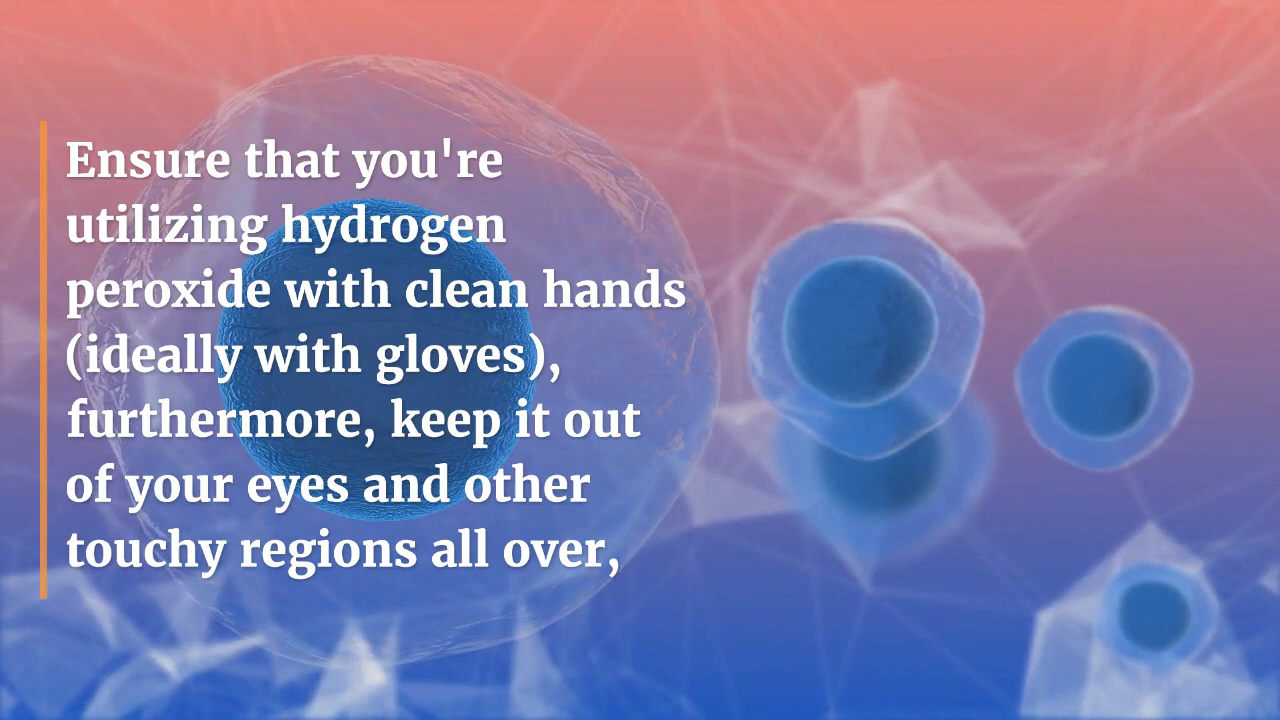 Ensure that you're
utilizing hydrogen
peroxide with clean hands
(ideally with gloves),
furthermore, keep it out
of your eyes and other
touchy regions all over,